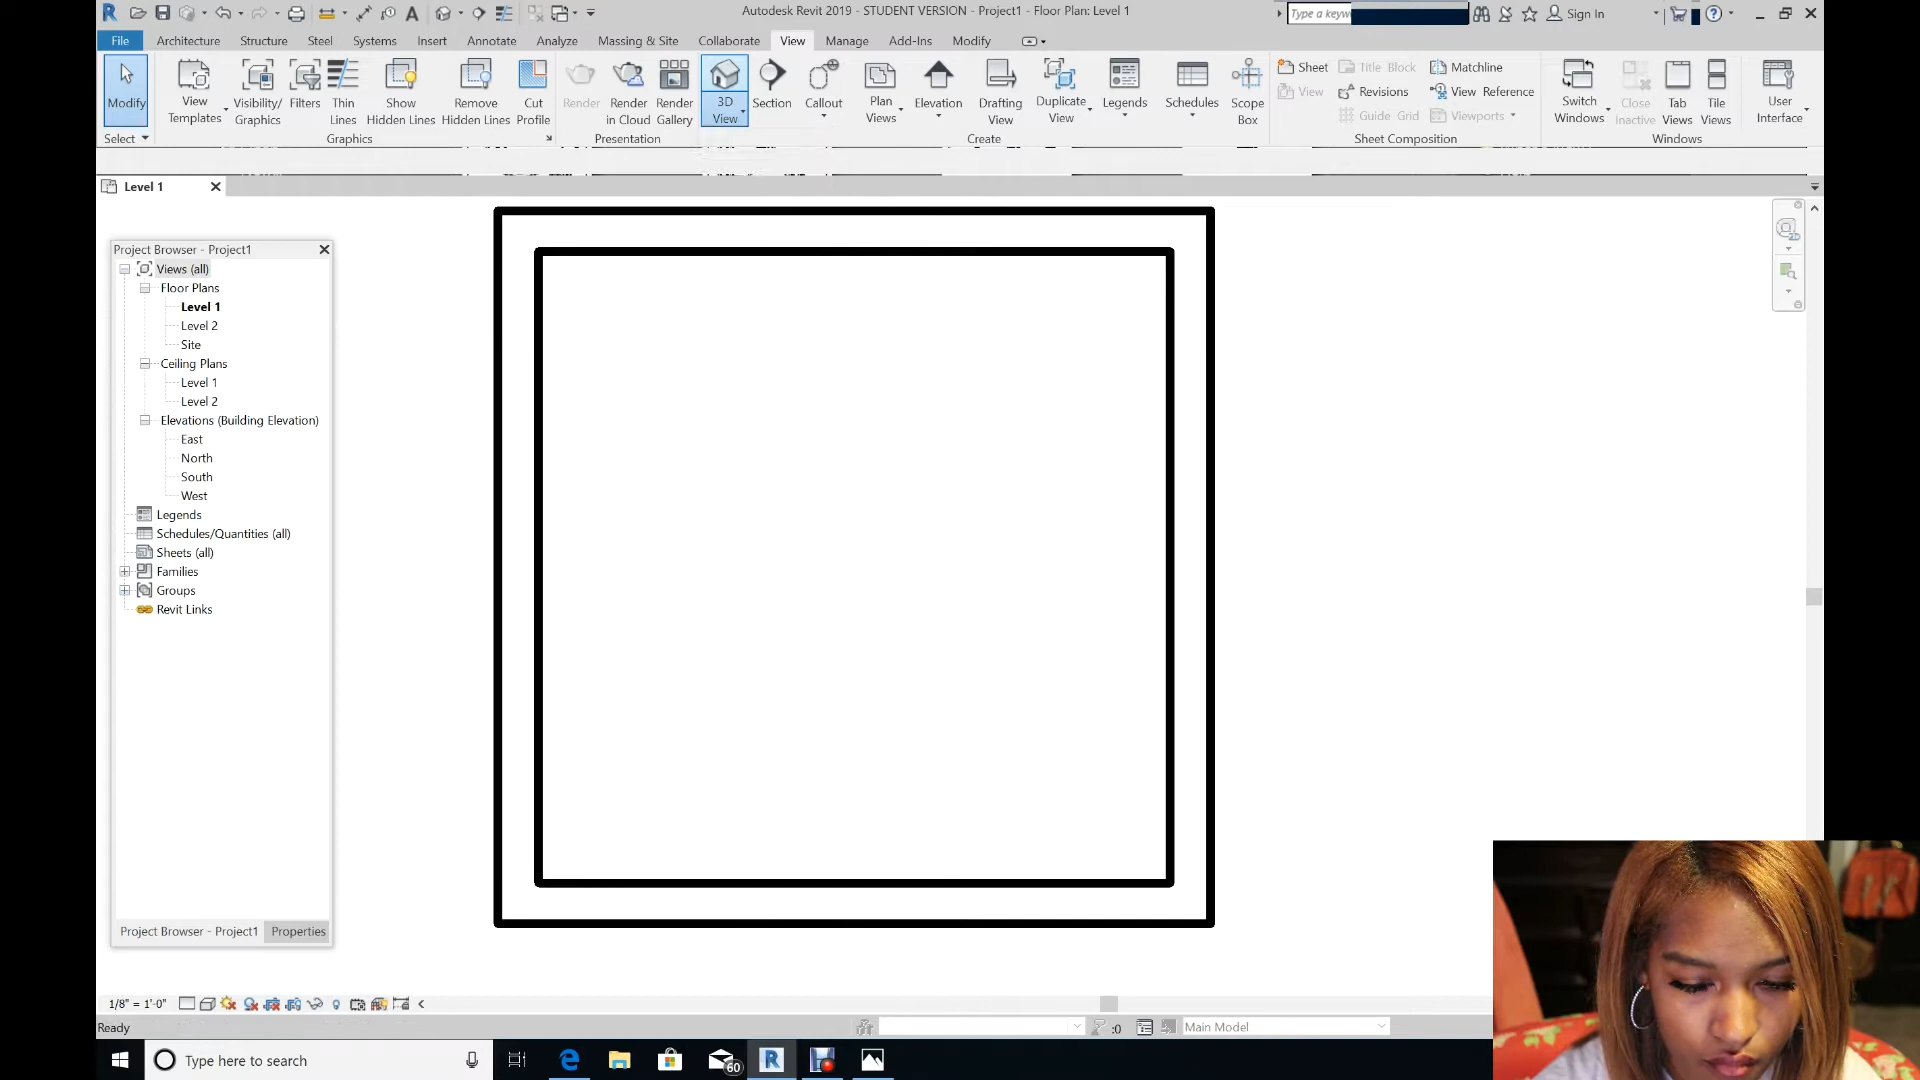 Autodesk Revit 2019 - STUDENT VERSION - Project1 - Floor Plan: Level 1
Type a keyw
Sign In
File Architecture Structure Steel Systems Insert Annotate Analyze Massing & Site Collaborate View Manage Add-Ins Modify
Modify
View Templates
Visibility/ Graphics
Filters
Thin Lines
Show Hidden Lines
Remove Hidden Lines
Cut Profile
Render
Render in Cloud
Render Gallery
3D View
Section
Callout
Plan Views
Elevation
Drafting View
Duplicate View
Legends
Schedules
Scope Box
Sheet
Title Block
Matchline
View
Revisions
View Reference
Guide Grid
Viewports
Switch Windows
Close Inactive
Tab Views
Tile Views
User Interface
Select Graphics Presentation Create Sheet Composition Windows
Level 1
Project Browser - Project1
Views (all)
Floor Plans
Level 1
Level 2
Site
Ceiling Plans
Level 1
Level 2
Elevations (Building Elevation)
East
North
South
West
Legends
Schedules/Quantities (all)
Sheets (all)
Families
Groups
Revit Links
Project Browser - Project1 Properties
1/8" = 1'-0"
Ready
:0
Main Model
Type here to search
60